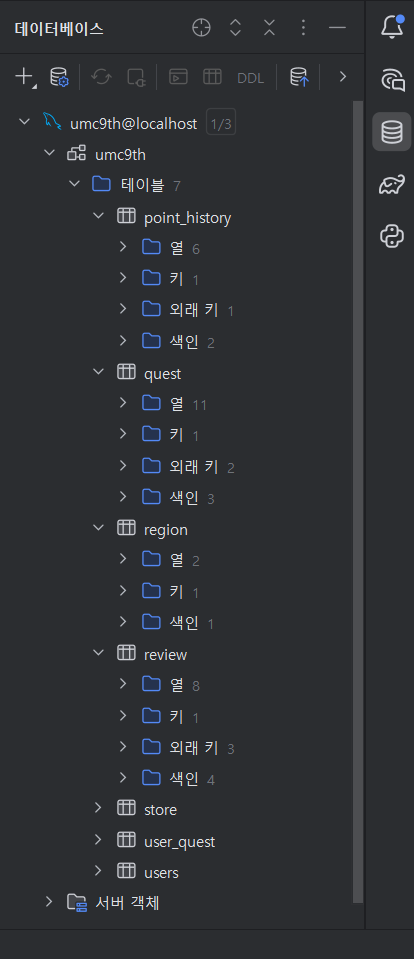 데이터베이스
DDL
umc9th@localhost 1/3
umc9th
테이블 7
point_history
열 6
키 1
외래 키 1
색인 2
quest
열 11
키 1
외래 키 2
색인 3
region
열 2
키 1
색인 1
review
열 8
키 1
외래 키 3
색인 4
store
user_quest
users
서버 객체